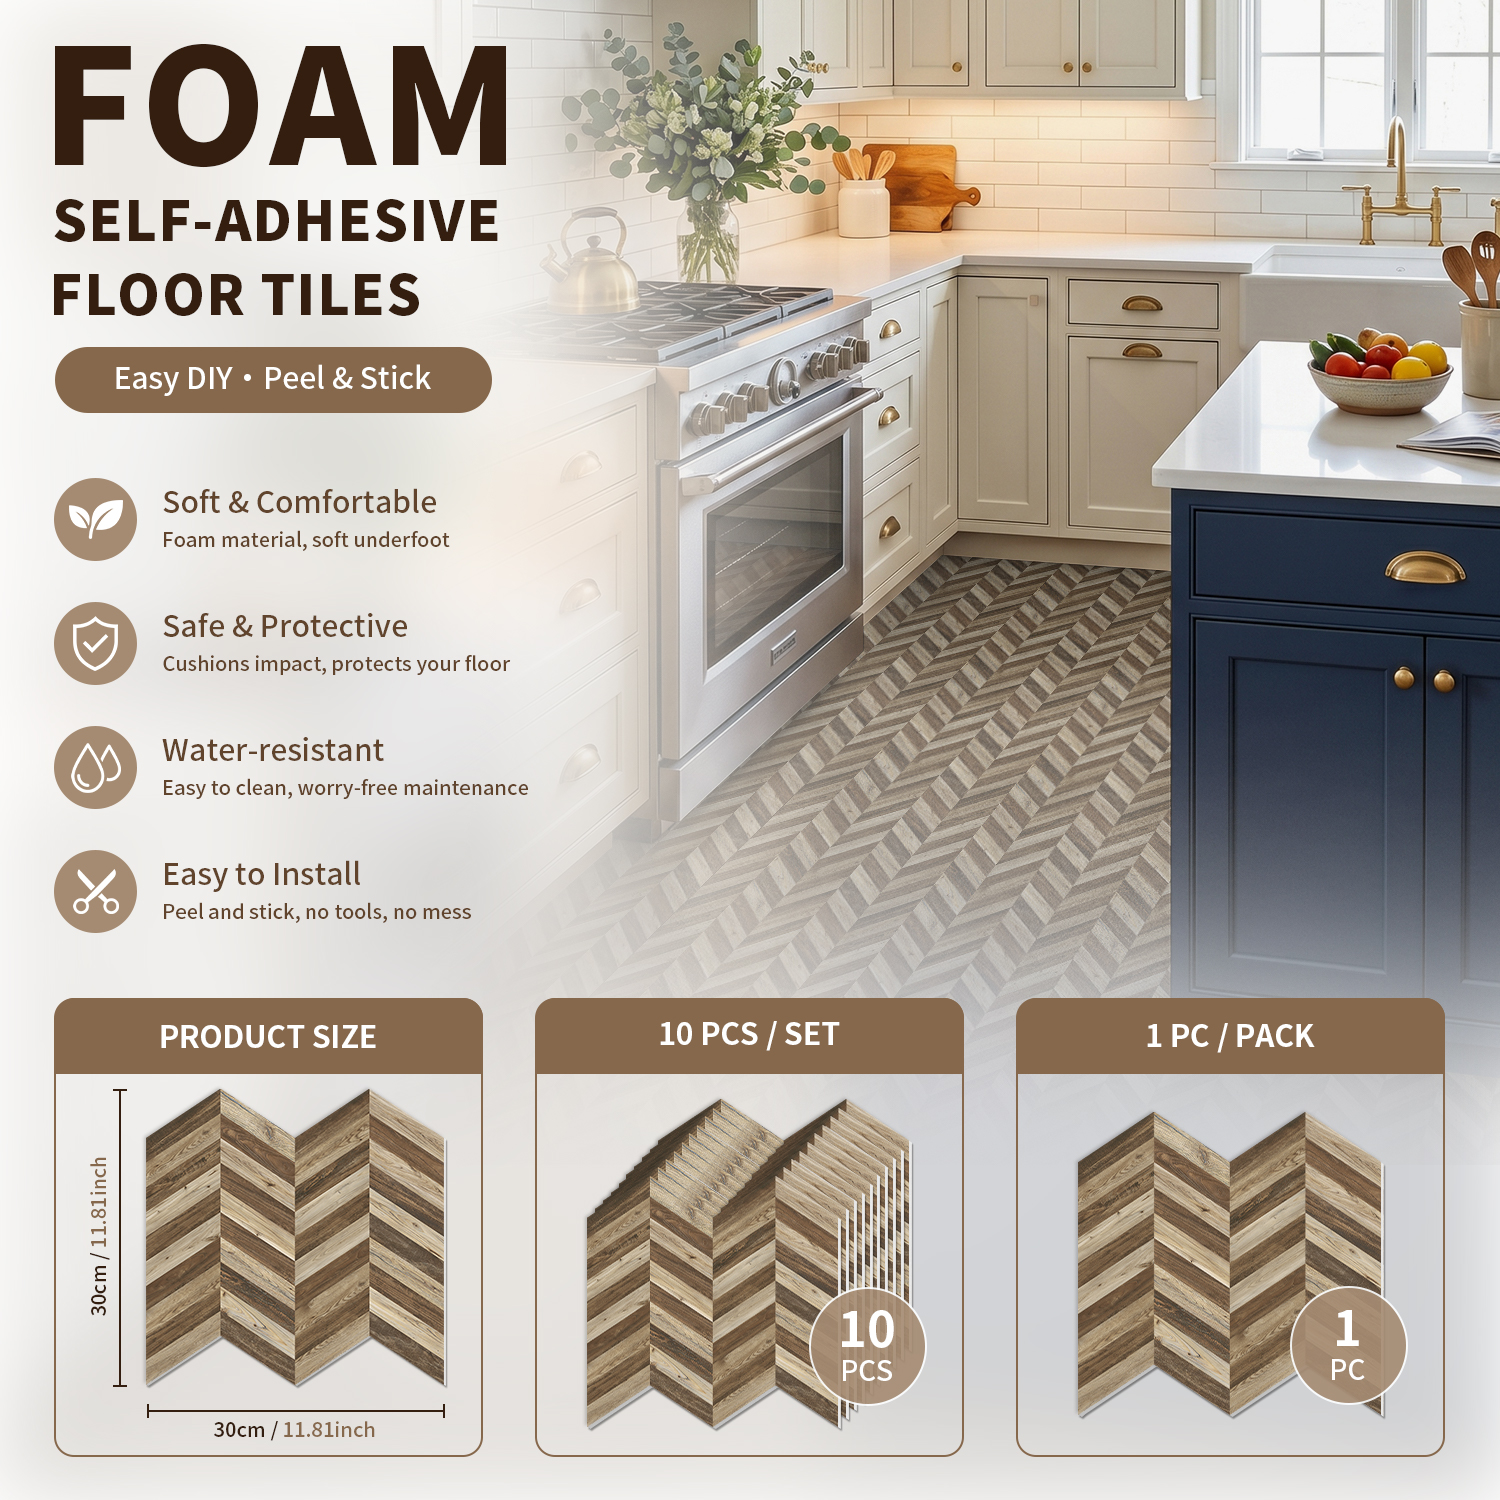 FOAM
SELF-ADHESIVE
FLOOR TILES
Easy DIY • Peel & Stick
Soft & Comfortable
Foam material, soft underfoot
Safe & Protective
Cushions impact, protects your floor
Water-resistant
Easy to clean, worry-free maintenance
Easy to Install
Peel and stick, no tools, no mess
PRODUCT SIZE
30cm / 11.81inch
30cm / 11.81inch
10 PCS / SET
10
PCS
1 PC / PACK
1
PC